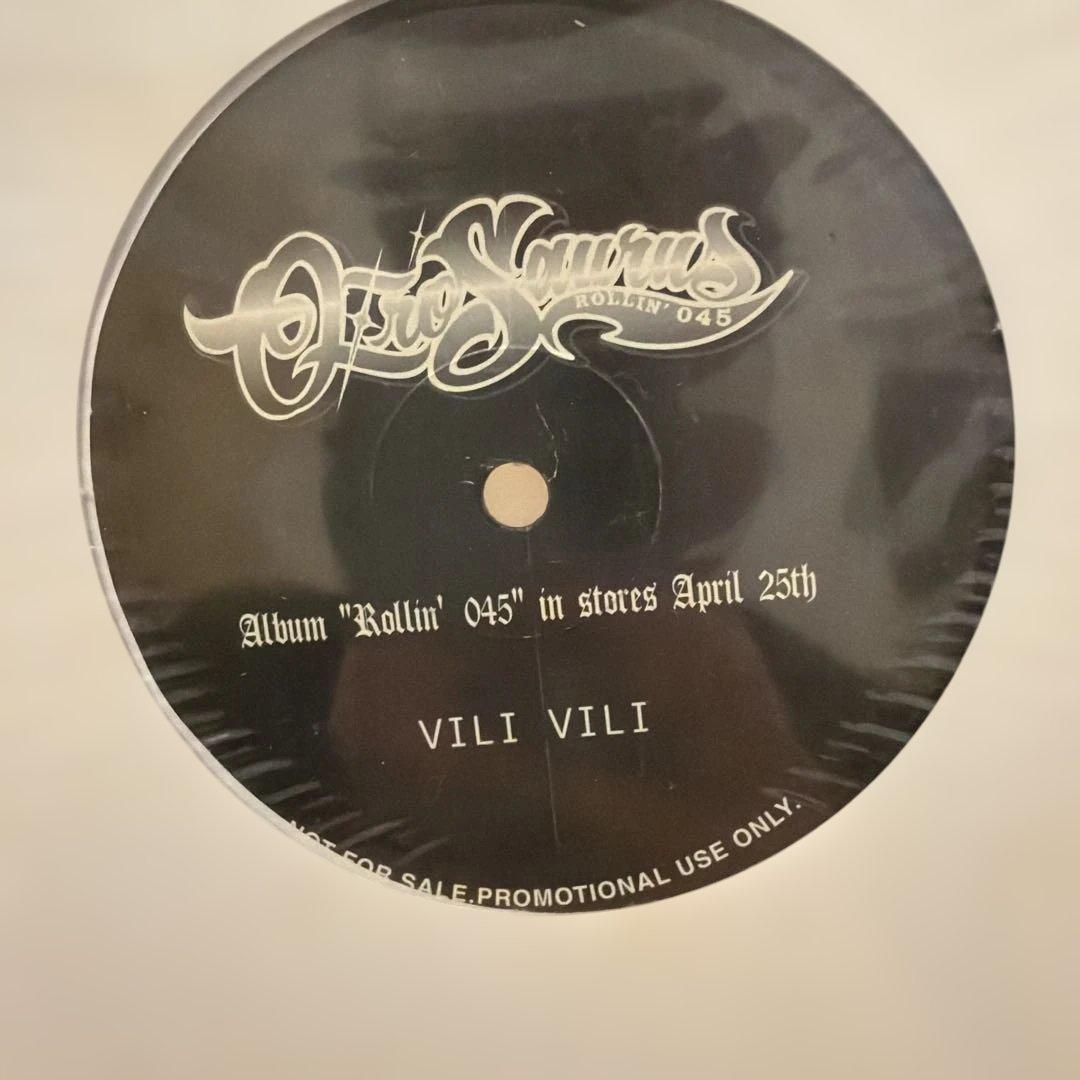 OZroSaurus
ROLLIN' 045
Album "Rollin' 045" in stores April 25th
VILI VILI
NOT FOR SALE.PROMOTIONAL USE ONLY.